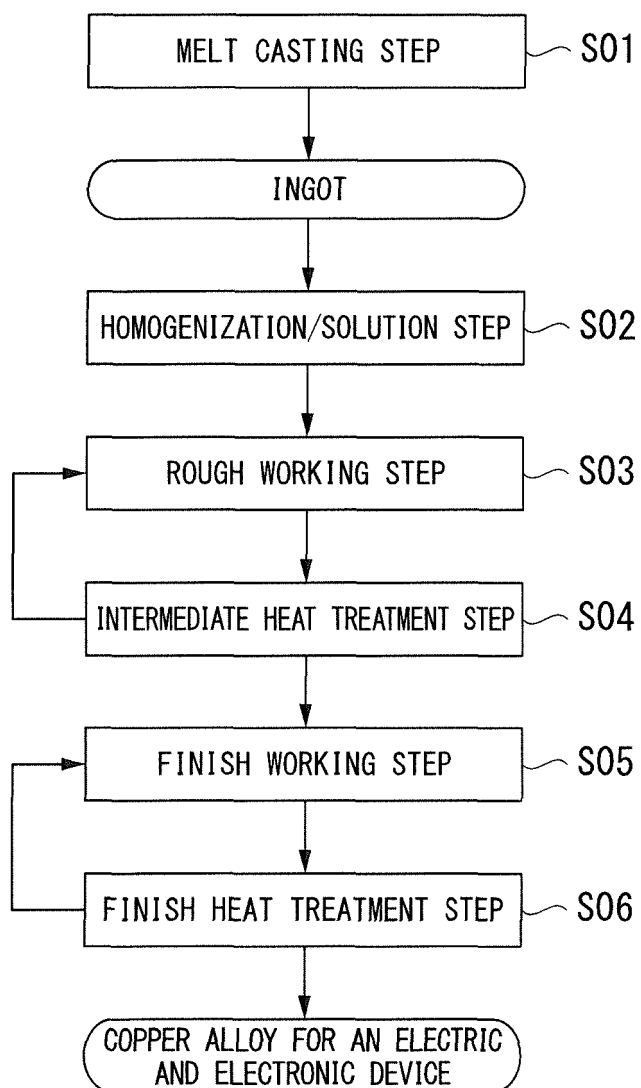 MELT CASTING STEP S01
INGOT
HOMOGENIZATION/SOLUTION STEP S02
ROUGH WORKING STEP S03
INTERMEDIATE HEAT TREATMENT STEP S04
FINISH WORKING STEP S05
FINISH HEAT TREATMENT STEP S06
COPPER ALLOY FOR AN ELECTRIC
AND ELECTRONIC DEVICE